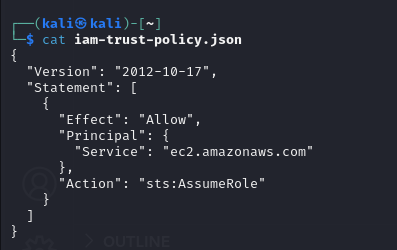 ┌──(kali㉿kali)-[~]
└─$ cat iam-trust-policy.json
{
  "Version": "2012-10-17",
  "Statement": [
    {
      "Effect": "Allow",
      "Principal": {
        "Service": "ec2.amazonaws.com"
      },
      "Action": "sts:AssumeRole"
    }
  ]
}
OUTLINE